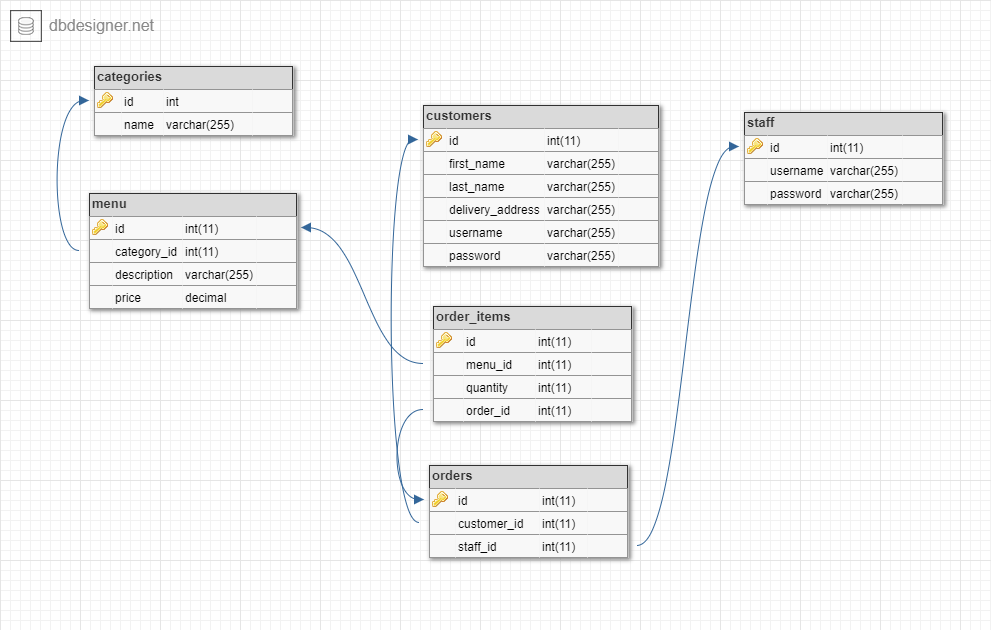 dbdesigner.net
categories
id int
name varchar(255)
menu
id int(11)
category_id int(11)
description varchar(255)
price decimal
customers
id int(11)
first_name varchar(255)
last_name varchar(255)
delivery_address varchar(255)
username varchar(255)
password varchar(255)
staff
id int(11)
username varchar(255)
password varchar(255)
order_items
id int(11)
menu_id int(11)
quantity int(11)
order_id int(11)
orders
id int(11)
customer_id int(11)
staff_id int(11)